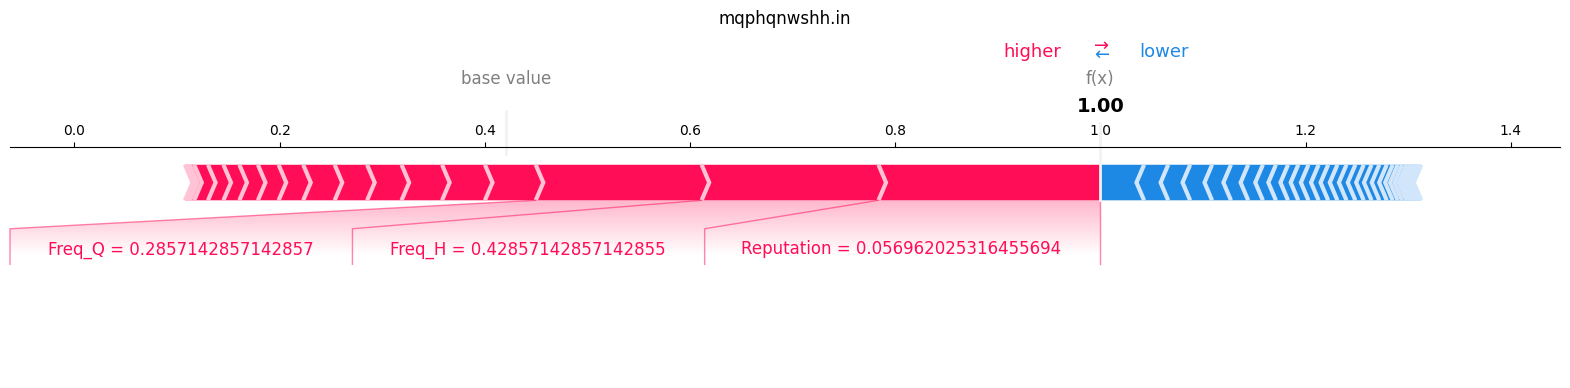 mqphqnwshh.in
higher → ← lower
base value f(x)
1.00
0.0 0.2 0.4 0.6 0.8 1.0 1.2 1.4
Freq_Q = 0.2857142857142857 Freq_H = 0.42857142857142855 Reputation = 0.056962025316455694